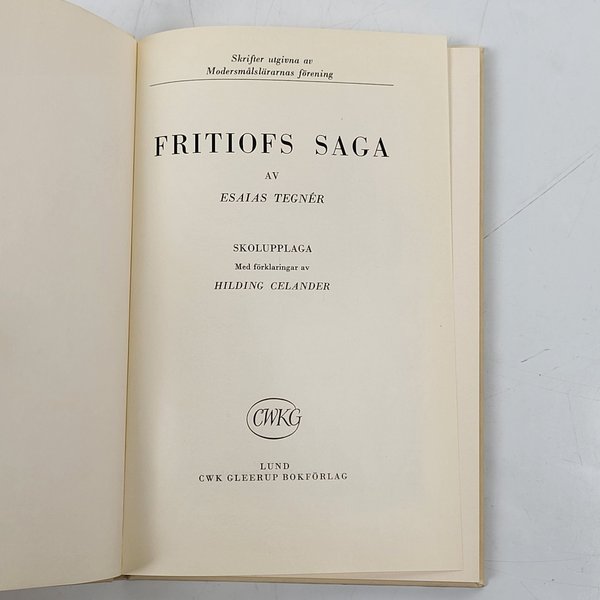 Skrifter utgivna av
Modersmålslärarnas förening
FRITIOFS SAGA
AV
ESAIAS TEGNÉR
SKOLUPPLAGA
Med förklaringar av
HILDING CELANDER
CWKG
LUND
CWK GLEERUP BOKFÖRLAG